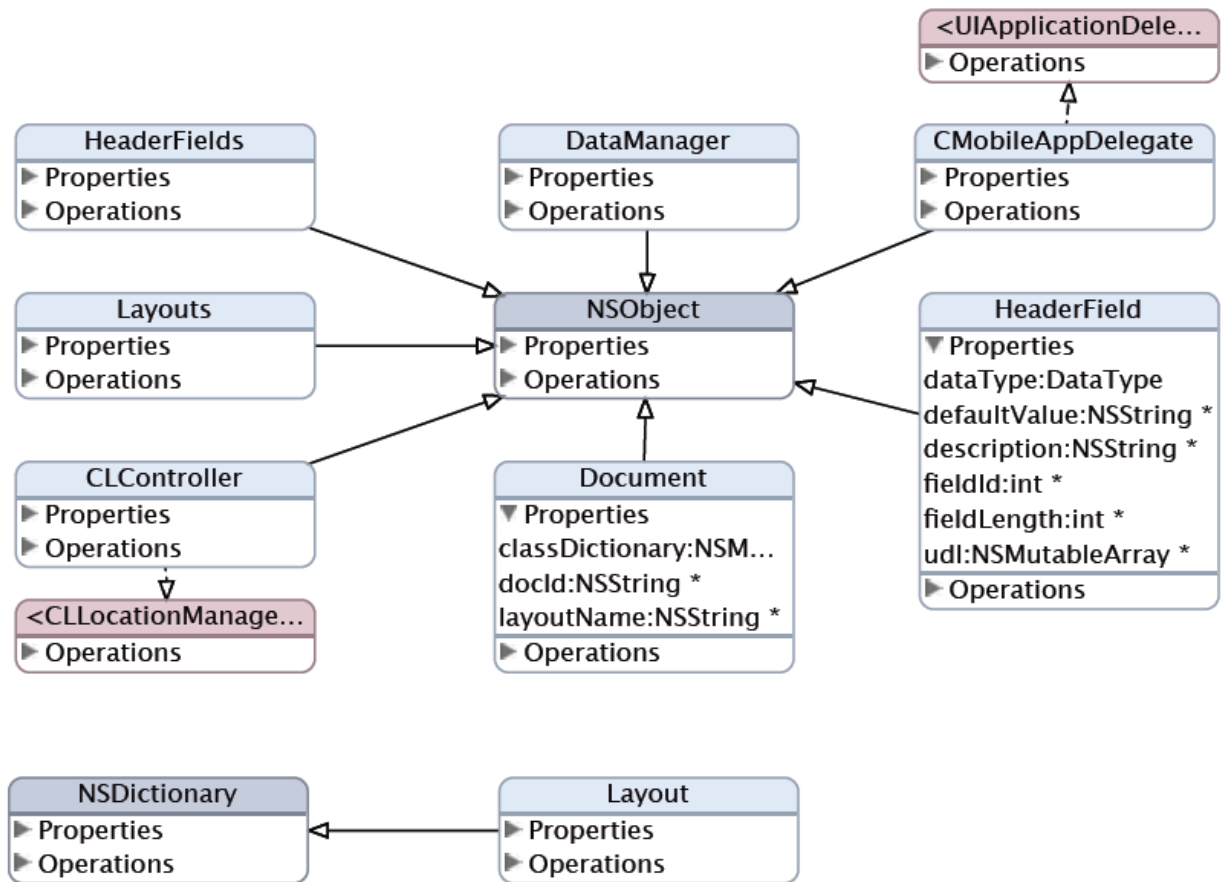 <UIApplicationDele...
Operations
HeaderFields
Properties
Operations
DataManager
Properties
Operations
CMobileAppDelegate
Properties
Operations
Layouts
Properties
Operations
NSObject
Properties
Operations
HeaderField
Properties
dataType:DataType
defaultValue:NSString *
description:NSString *
fieldId:int *
fieldLength:int *
udl:NSMutableArray *
Operations
CLController
Properties
Operations
Document
Properties
classDictionary:NSM...
docId:NSString *
layoutName:NSString *
Operations
<CLLocationManage...
Operations
NSDictionary
Properties
Operations
Layout
Properties
Operations